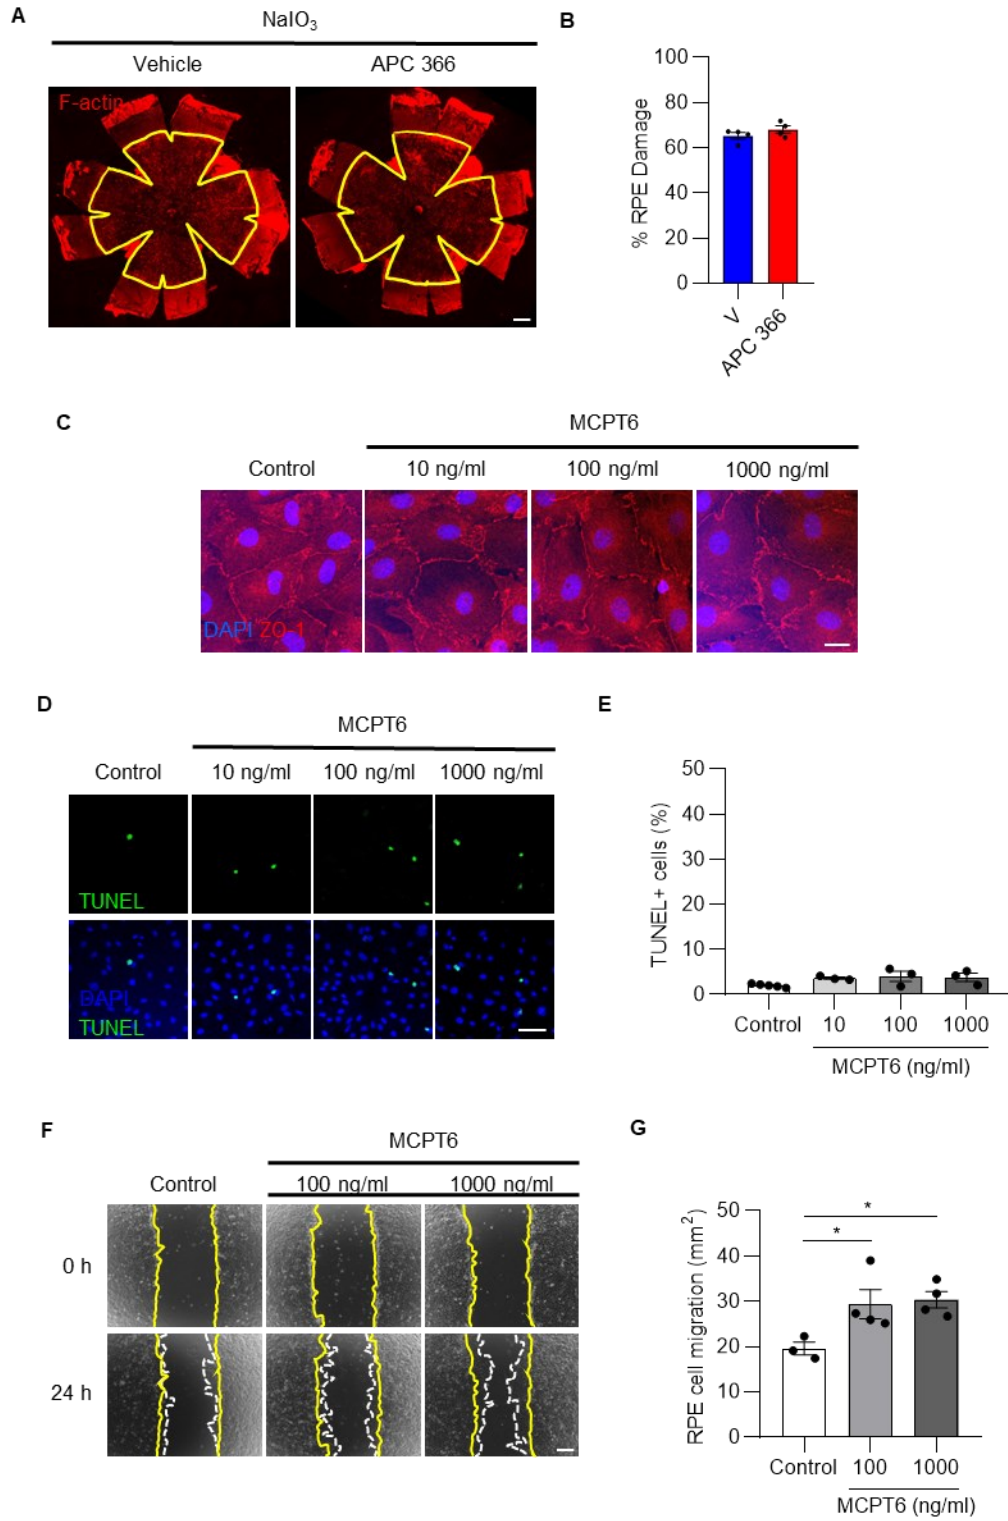 A
NaIO3
Vehicle
APC 366
F-actin
B
100
80
60
40
20
0
% RPE Damage
V
APC 366
C
MCPT6
Control
10 ng/ml
100 ng/ml
1000 ng/ml
DAPI ZO-1
D
MCPT6
Control
10 ng/ml
100 ng/ml
1000 ng/ml
TUNEL
DAPI
TUNEL
E
50
40
30
20
10
0
TUNEL+ cells (%)
Control
10
100
1000
MCPT6 (ng/ml)
F
MCPT6
Control
100 ng/ml
1000 ng/ml
0 h
24 h
G
50
40
30
20
10
0
RPE cell migration (mm2)
*
*
Control
100
1000
MCPT6 (ng/ml)